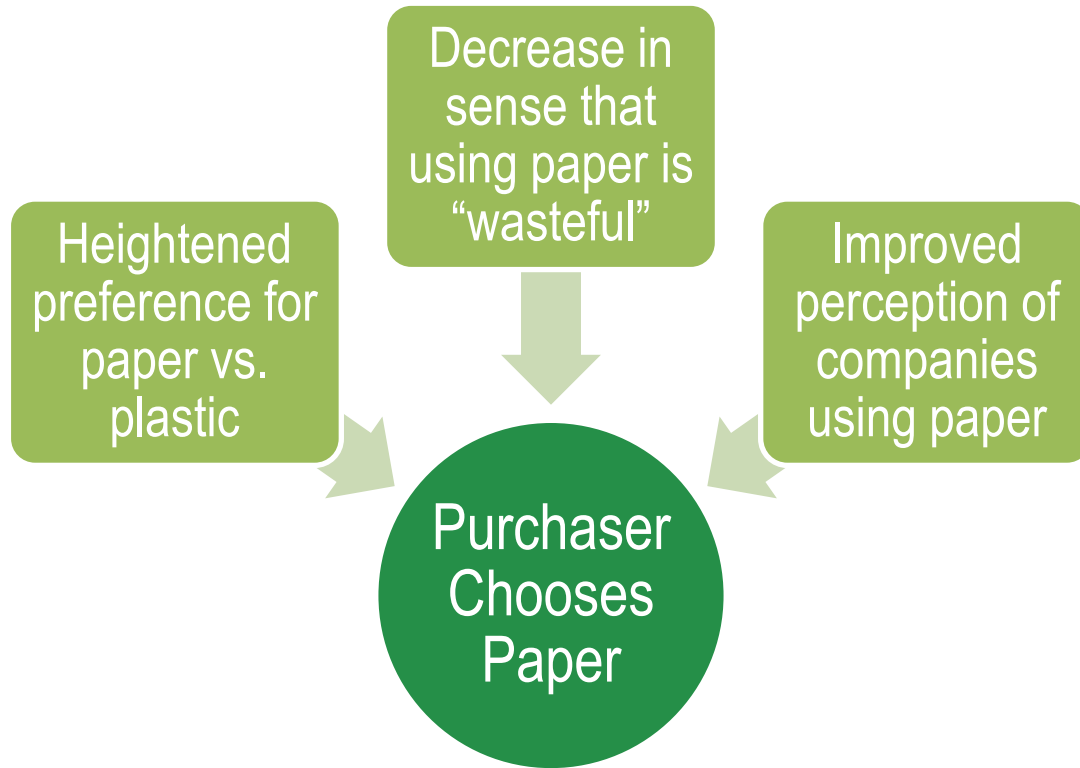 Decrease in
sense that
using paper is
“wasteful”
Heightened
preference for
paper vs.
plastic
Improved
perception of
companies
using paper
Purchaser
Chooses
Paper